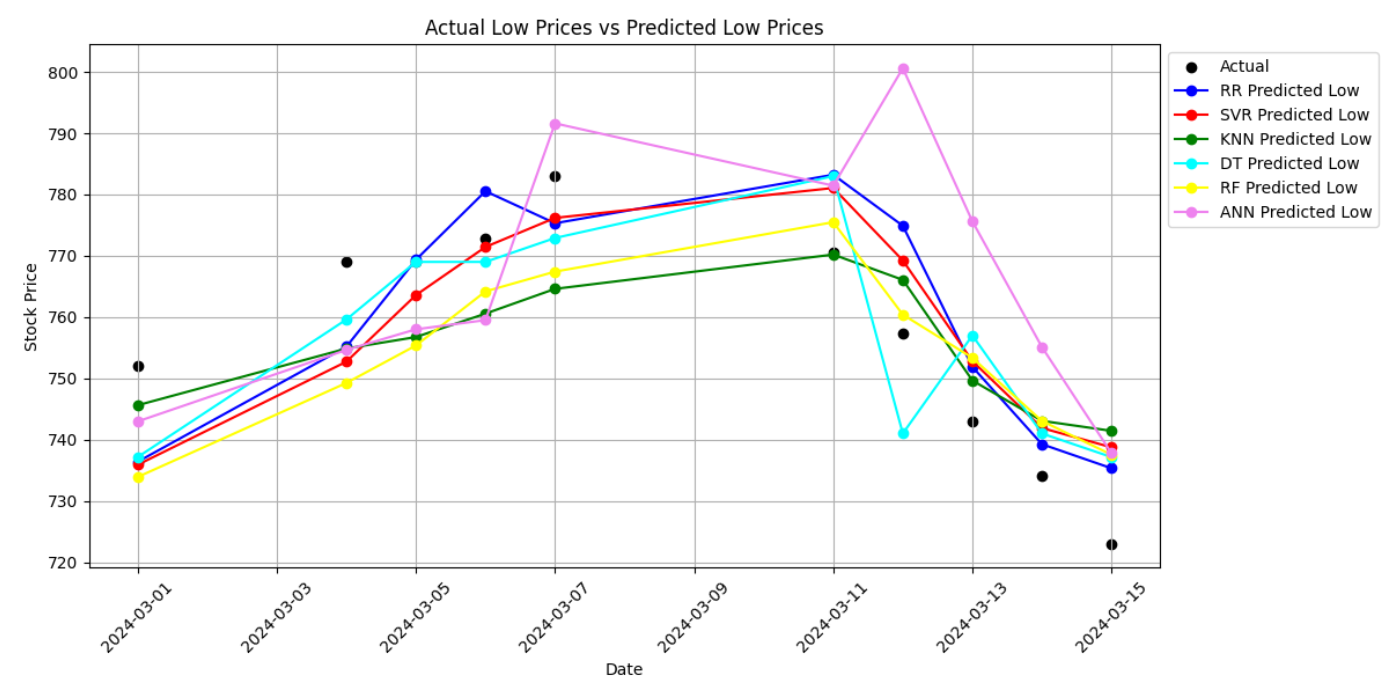 Actual Low Prices vs Predicted Low Prices
Actual
RR Predicted Low
SVR Predicted Low
KNN Predicted Low
DT Predicted Low
RF Predicted Low
ANN Predicted Low
Stock Price
800
790
780
770
760
750
740
730
720
2024-03-01
2024-03-03
2024-03-05
2024-03-07
2024-03-09
2024-03-11
2024-03-13
2024-03-15
Date